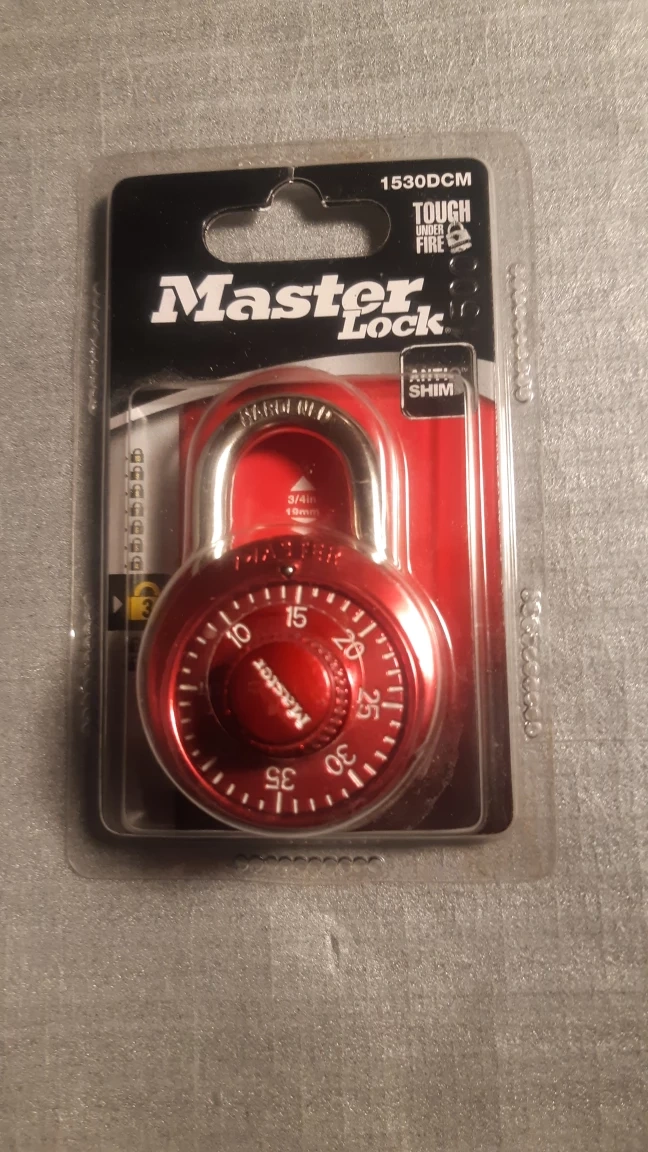 1530DCM
TOUGH
UNDER
FIRE
Master
Lock
ANTI
SHIM
HARDENED
3/4in
19mm
MASTER
3
10
15
20
25
30
35
Master